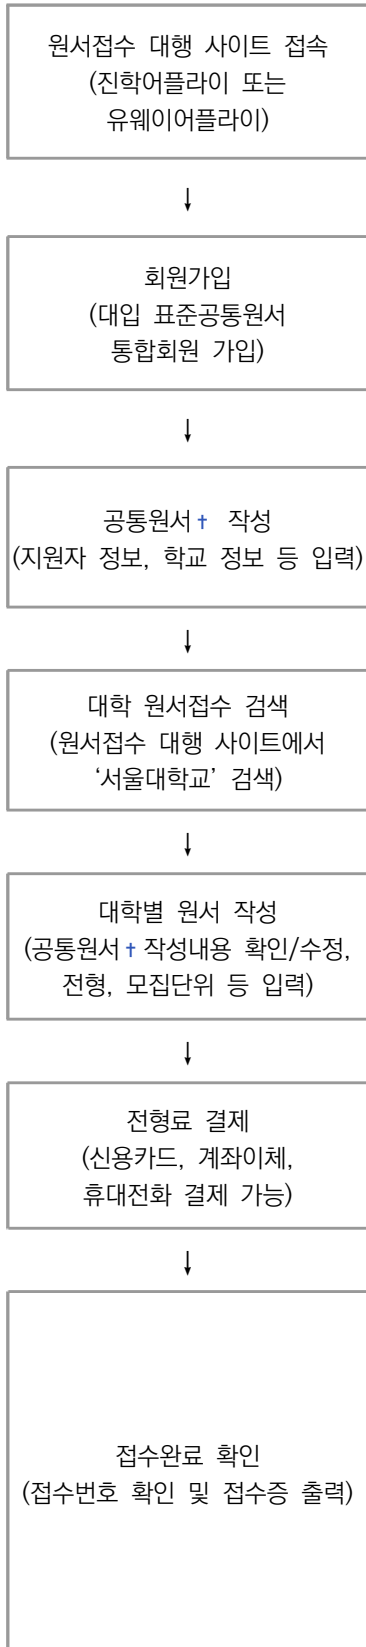 원서접수 대행 사이트 접속
(진학어플라이 또는
유웨이어플라이)
↓
회원가입
(대입 표준공통원서
통합회원 가입)
↓
공통원서† 작성
(지원자 정보, 학교 정보 등 입력)
↓
대학 원서접수 검색
(원서접수 대행 사이트에서
‘서울대학교’ 검색)
↓
대학별 원서 작성
(공통원서† 작성내용 확인/수정,
전형, 모집단위 등 입력)
↓
전형료 결제
(신용카드, 계좌이체,
휴대전화 결제 가능)
↓
접수완료 확인
(접수번호 확인 및 접수증 출력)